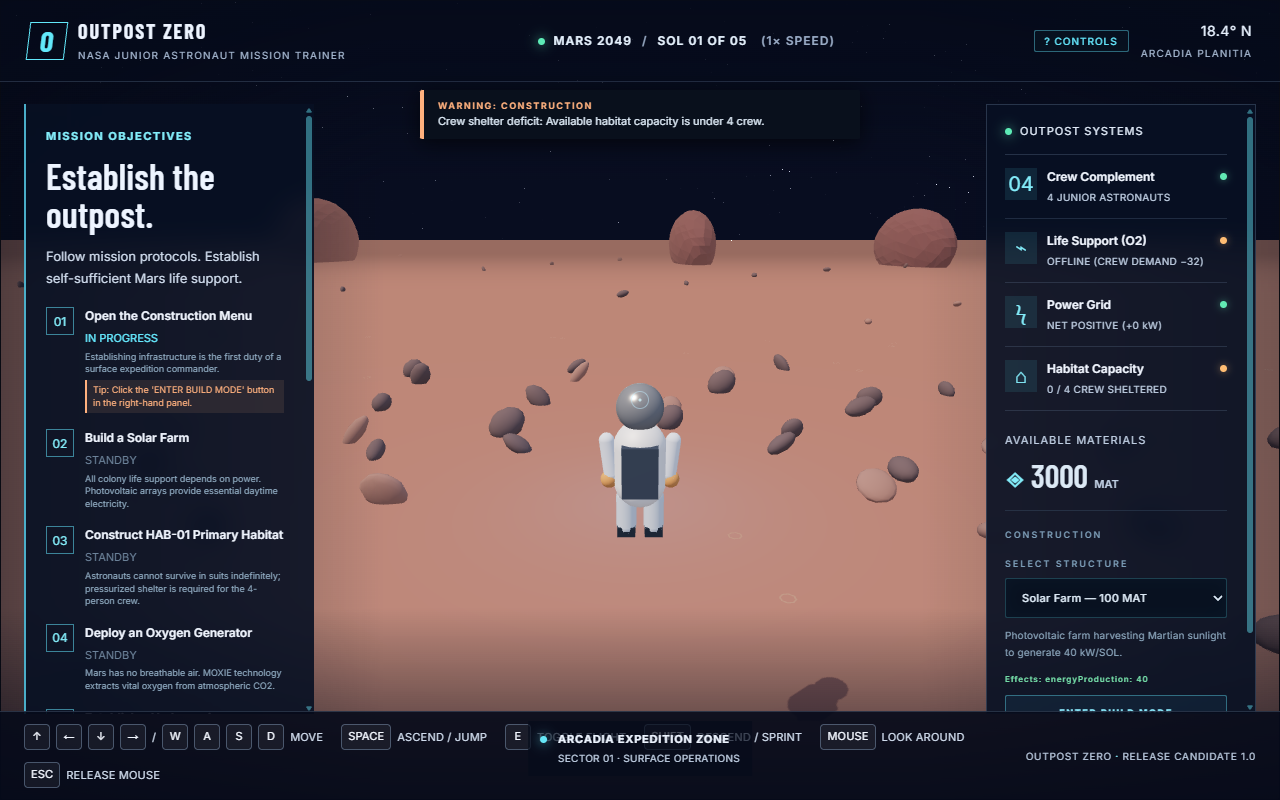 0
OUTPOST ZERO
NASA JUNIOR ASTRONAUT MISSION TRAINER
MARS 2049 / SOL 01 OF 05 (1× SPEED)
? CONTROLS
18.4° N
ARCADIA PLANITIA
WARNING: CONSTRUCTION
Crew shelter deficit: Available habitat capacity is under 4 crew.
MISSION OBJECTIVES
Establish the
outpost.
Follow mission protocols. Establish
self-sufficient Mars life support.
01
Open the Construction Menu
IN PROGRESS
Establishing infrastructure is the first duty of a
surface expedition commander.
Tip: Click the 'ENTER BUILD MODE' button
in the right-hand panel.
02
Build a Solar Farm
STANDBY
All colony life support depends on power.
Photovoltaic arrays provide essential daytime
electricity.
03
Construct HAB-01 Primary Habitat
STANDBY
Astronauts cannot survive in suits indefinitely;
pressurized shelter is required for the 4-
person crew.
04
Deploy an Oxygen Generator
STANDBY
Mars has no breathable air. MOXIE technology
extracts vital oxygen from atmospheric CO2.
OUTPOST SYSTEMS
04
Crew Complement
4 JUNIOR ASTRONAUTS
Life Support (O2)
OFFLINE (CREW DEMAND −32)
Power Grid
NET POSITIVE (+0 kW)
Habitat Capacity
0 / 4 CREW SHELTERED
AVAILABLE MATERIALS
3000 MAT
CONSTRUCTION
SELECT STRUCTURE
Solar Farm — 100 MAT
Photovoltaic farm harvesting Martian sunlight
to generate 40 kW/SOL.
Effects: energyProduction: 40
ENTER BUILD MODE
↑ ← ↓ → / W A S D MOVE SPACE ASCEND / JUMP E / SPRINT MOUSE LOOK AROUND
ESC RELEASE MOUSE
ARCADIA EXPEDITION ZONE
SECTOR 01 · SURFACE OPERATIONS
OUTPOST ZERO · RELEASE CANDIDATE 1.0